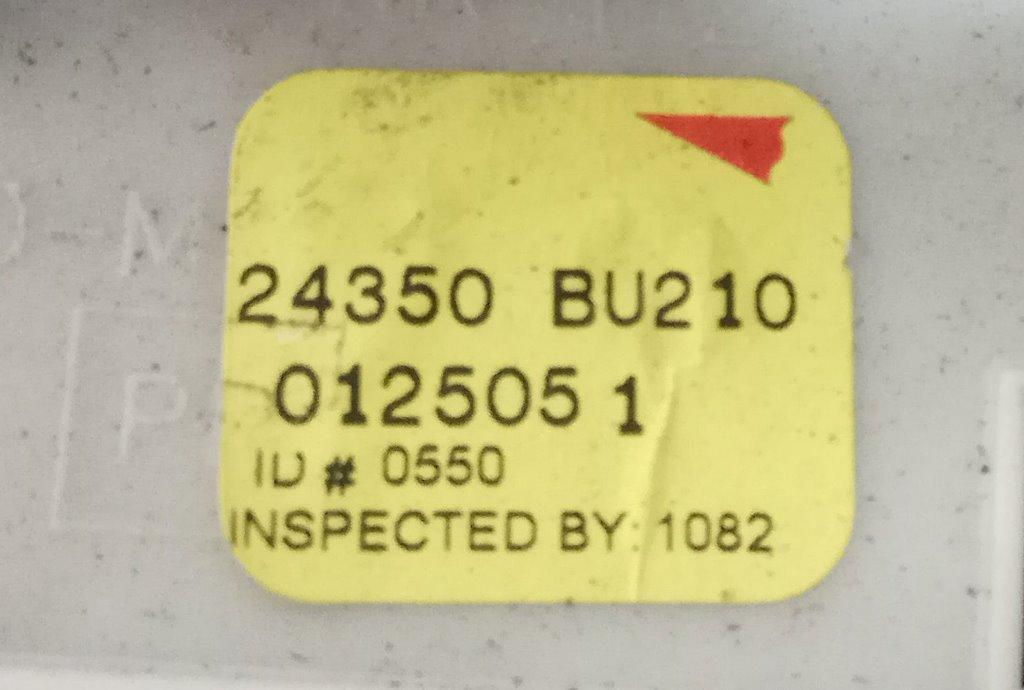 24350 BU210
012505 1
ID # 0550
INSPECTED BY: 1082
P